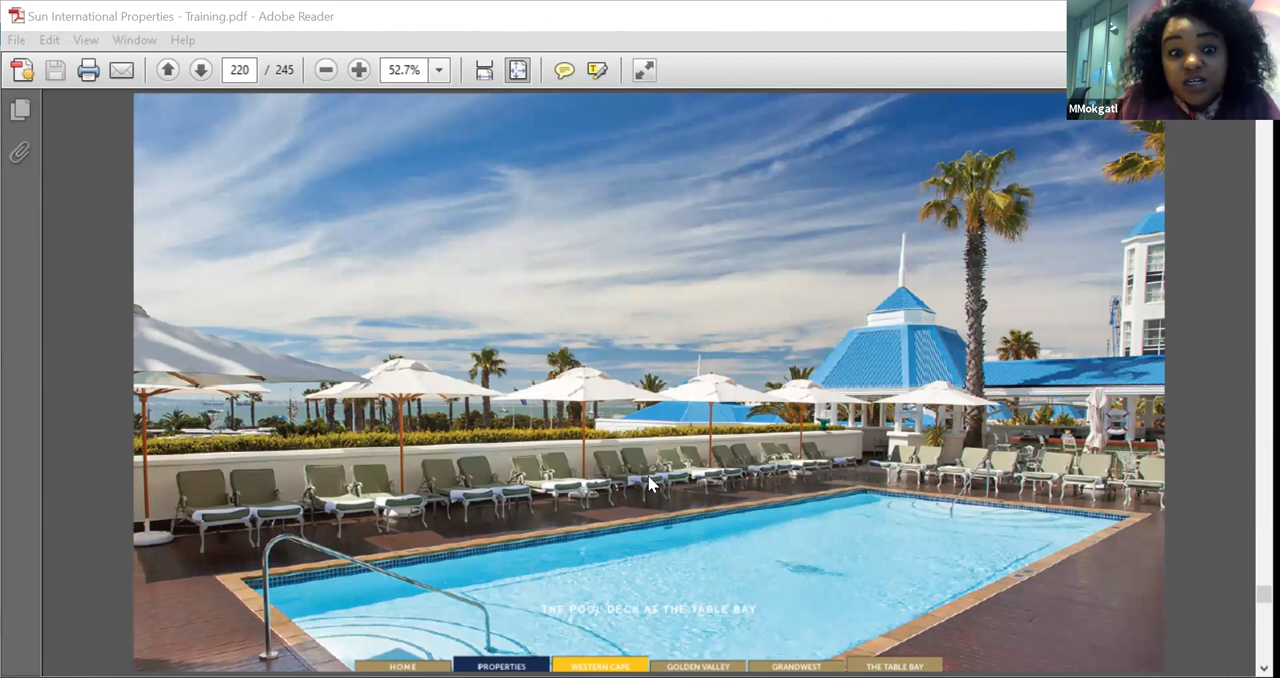 Sun International Properties - Training.pdf - Adobe Reader
File Edit View Window Help
220 / 245 52.7%
MMokgatl
THE POOL DECK AT THE TABLE BAY
HOME PROPERTIES WESTERN CAPE GOLDEN VALLEY GRANDWEST THE TABLE BAY